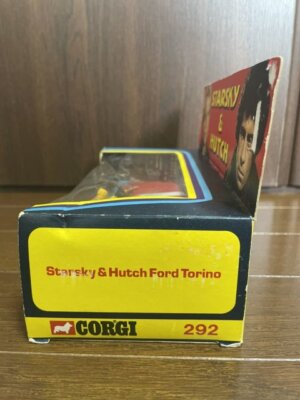 STARSKY
&
HUTCH
Starsky & Hutch Ford Torino
CORGI 292